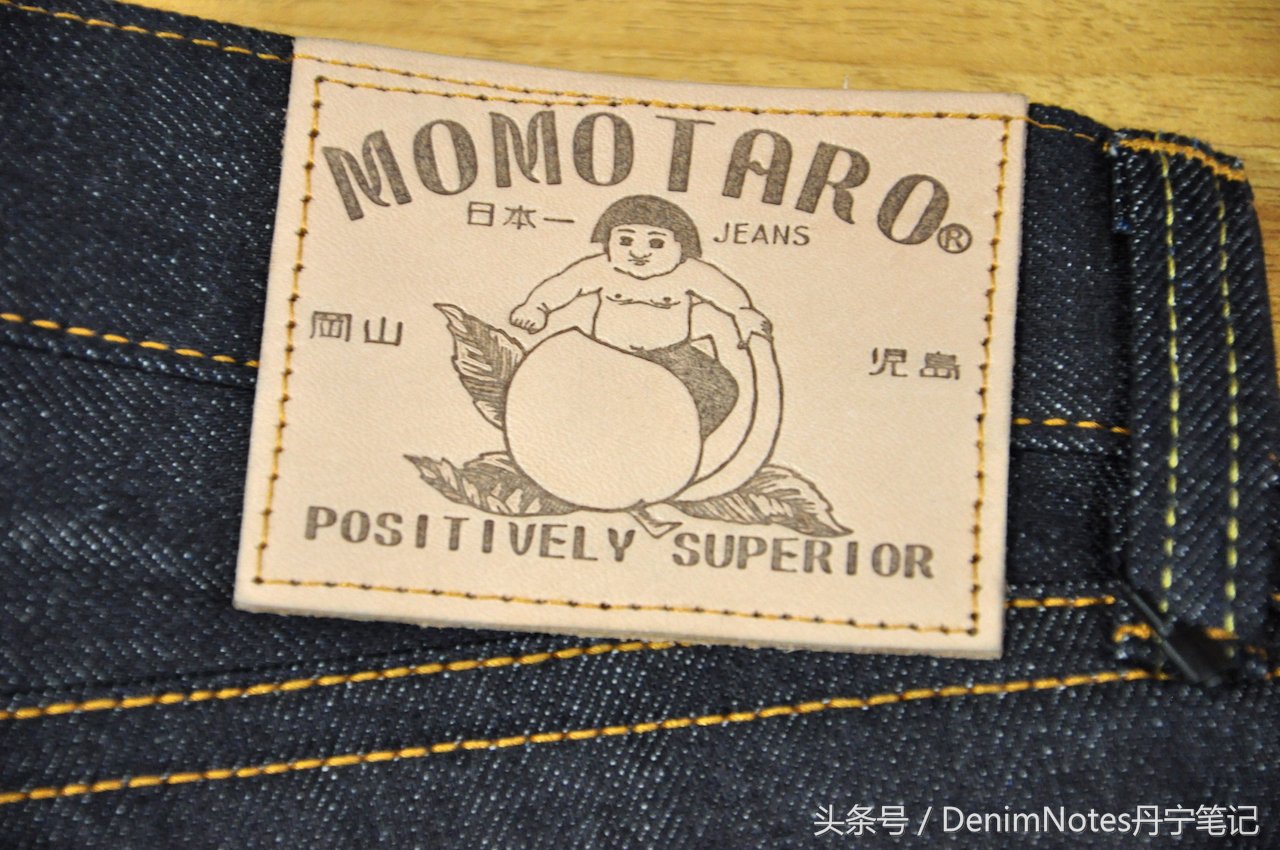 MOMOTARO®
日本一 JEANS
岡山
児島
POSITIVELY SUPERIOR
头条号 / DenimNotes丹宁笔记